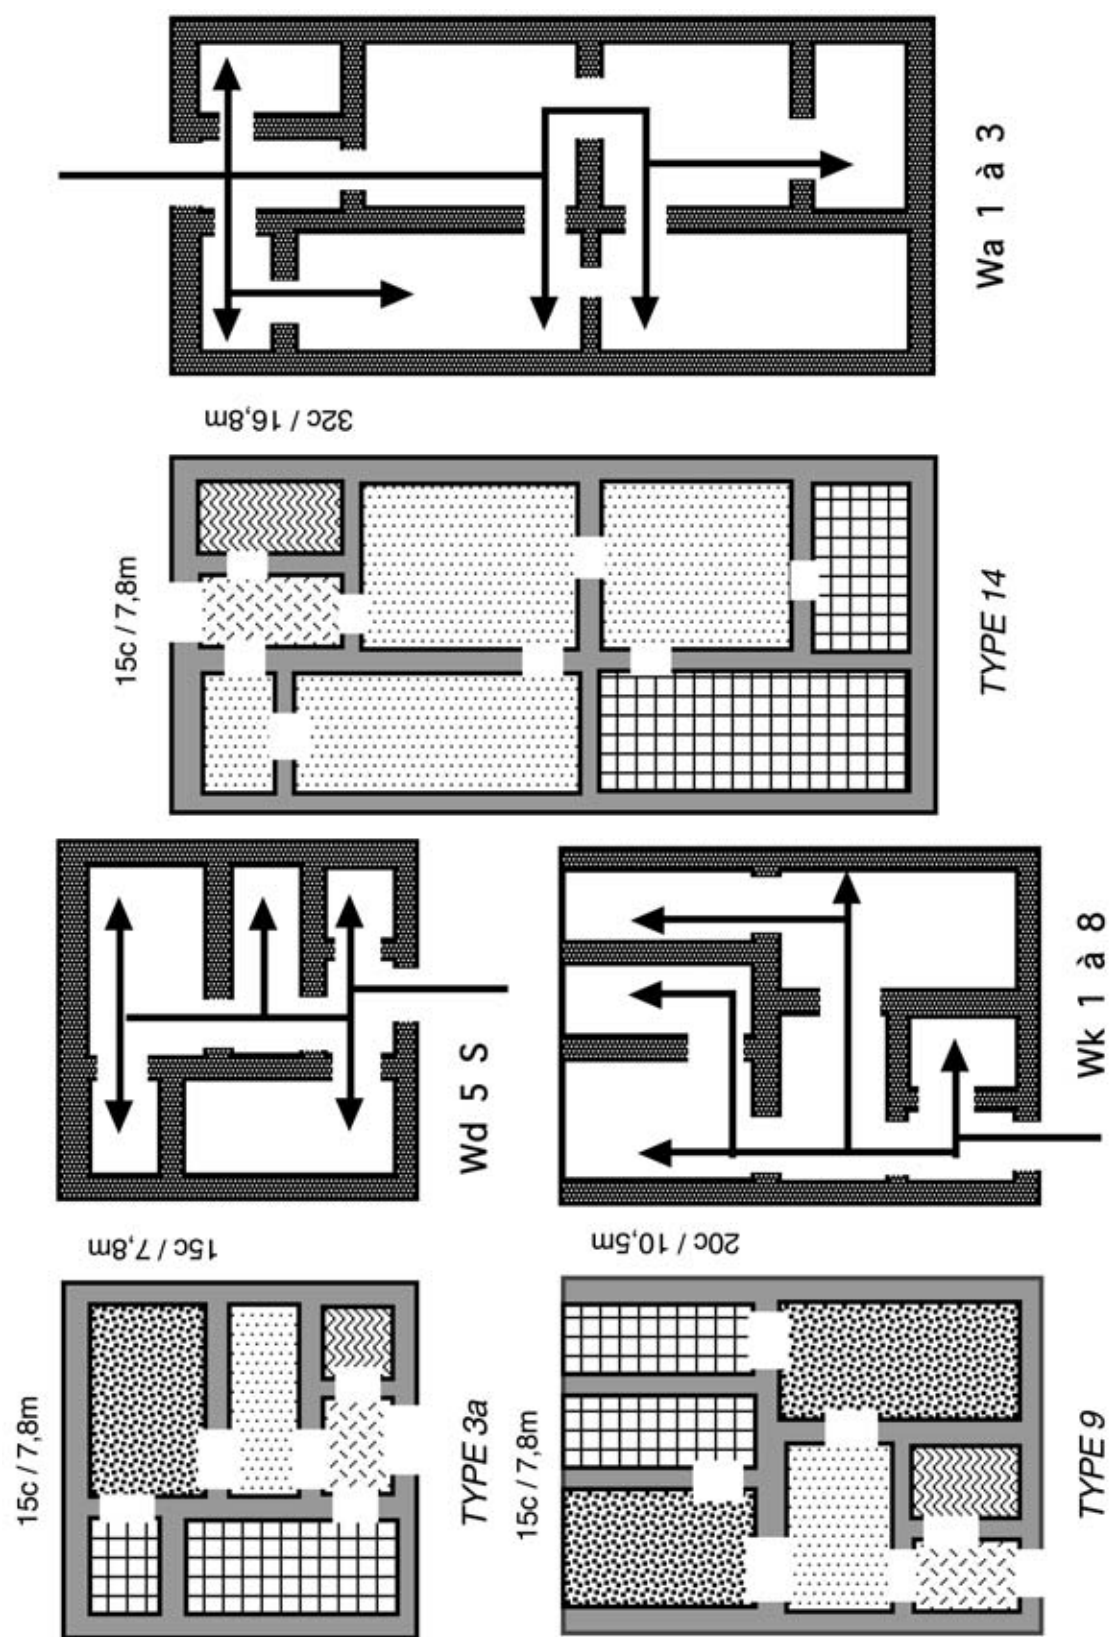 Wa 1 à 3
32c / 16,8m
15c / 7,8m
TYPE 14
Wd 5 S
Wk 1 à 8
15c / 7,8m
20c / 10,5m
15c / 7,8m
TYPE 3a
15c / 7,8m
TYPE 9